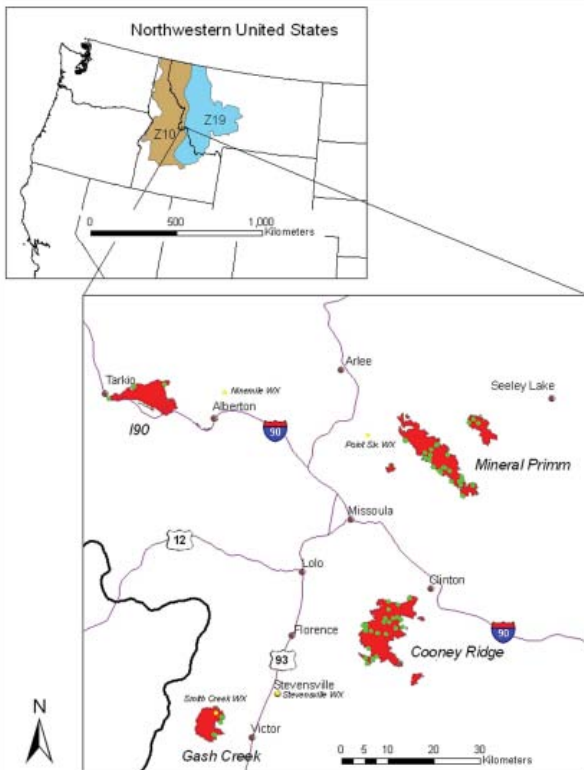 Northwestern United States
Z19
Z10
0 500 1,000
Kilometers
Arlee
Tarkio
Ninemile WX
Seeley Lake
Alberton
I90
90
Point Six WX
Mineral Primm
Missoula
12
Lolo
Clinton
90
Florence
Cooney Ridge
93
Stevensville
Smith Creek WX
Stevensville WX
N
Victor
Gash Creek
0 5 10 20 30
Kilometers